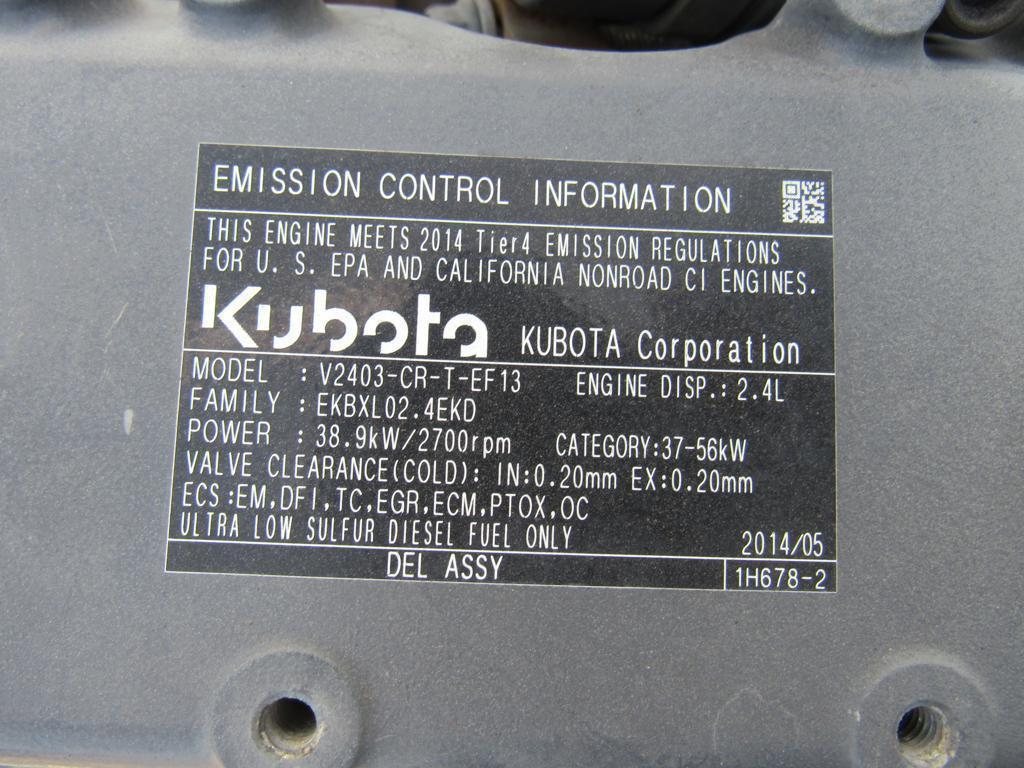 EMISSION CONTROL INFORMATION
THIS ENGINE MEETS 2014 Tier4 EMISSION REGULATIONS
FOR U. S. EPA AND CALIFORNIA NONROAD CI ENGINES.
Kubota KUBOTA Corporation
MODEL : V2403-CR-T-EF13 ENGINE DISP.: 2.4L
FAMILY : EKBXL02.4EKD
POWER : 38.9kW/2700rpm CATEGORY:37-56kW
VALVE CLEARANCE(COLD): IN:0.20mm EX:0.20mm
ECS:EM,DFI,TC,EGR,ECM,PTOX,OC
ULTRA LOW SULFUR DIESEL FUEL ONLY 2014/05
DEL ASSY 1H678-2